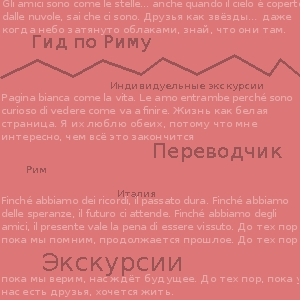 Gli amici sono come le stelle... anche quando il cielo è coperto
dalle nuvole, sai che ci sono. Друзья как звёзды... даже
когда небо затянуто облаками, знай, что они там.
Гид по Риму
Индивидуельные экскурсии
Pagina bianca come la vita. Le amo entrambe perché sono
curioso di vedere come va a finire. Жизнь как белая
страница. Я их люблю обеих, потому что мне
интересно, чем всё это закончится
Переводчик
Рим
Италия
Finché abbiamo dei ricordi, il passato dura. Finché abbiamo
delle speranze, il futuro ci attende. Finché abbiamo degli
amici, il presente vale la pena di essere vissuto. До тех пор
пока мы помним, продолжается прошлое. До тех пор
Экскурсии
пока мы верим, нас ждёт будущее. До тех пор, пока
нас есть друзья, хочется жить.